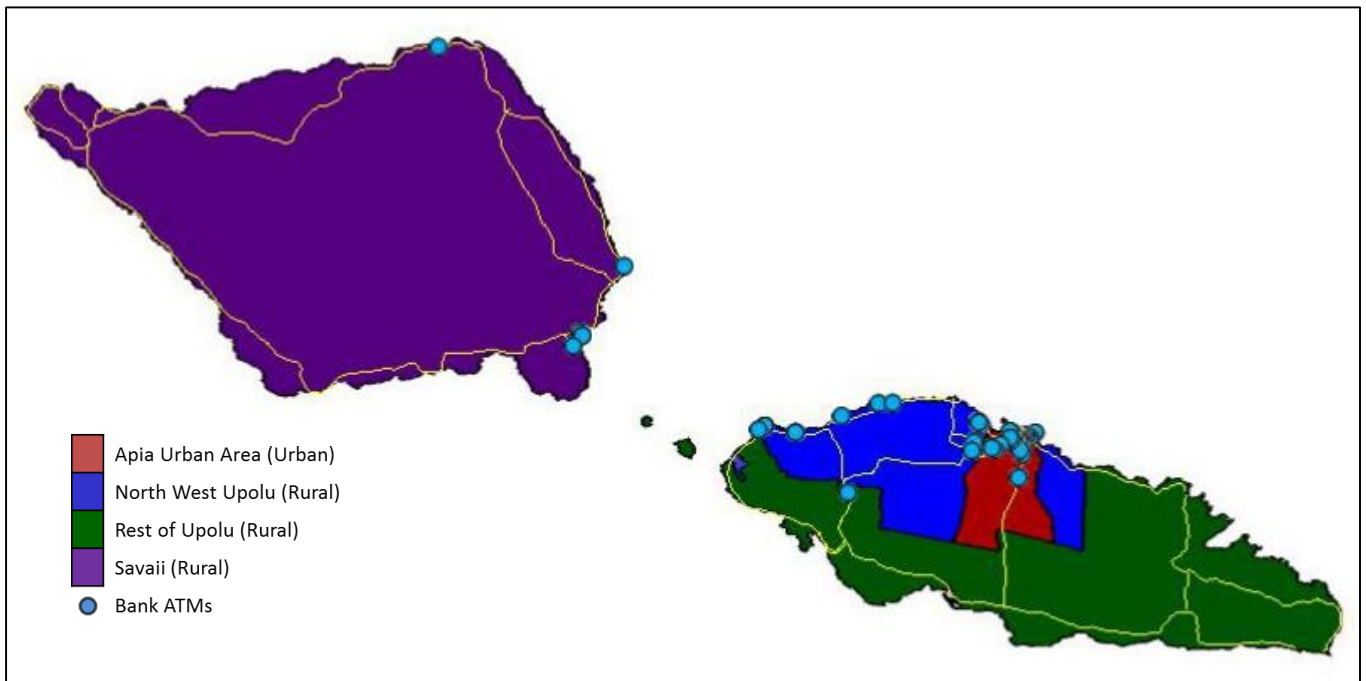 Apia Urban Area (Urban)
North West Upolu (Rural)
Rest of Upolu (Rural)
Savaii (Rural)
Bank ATMs